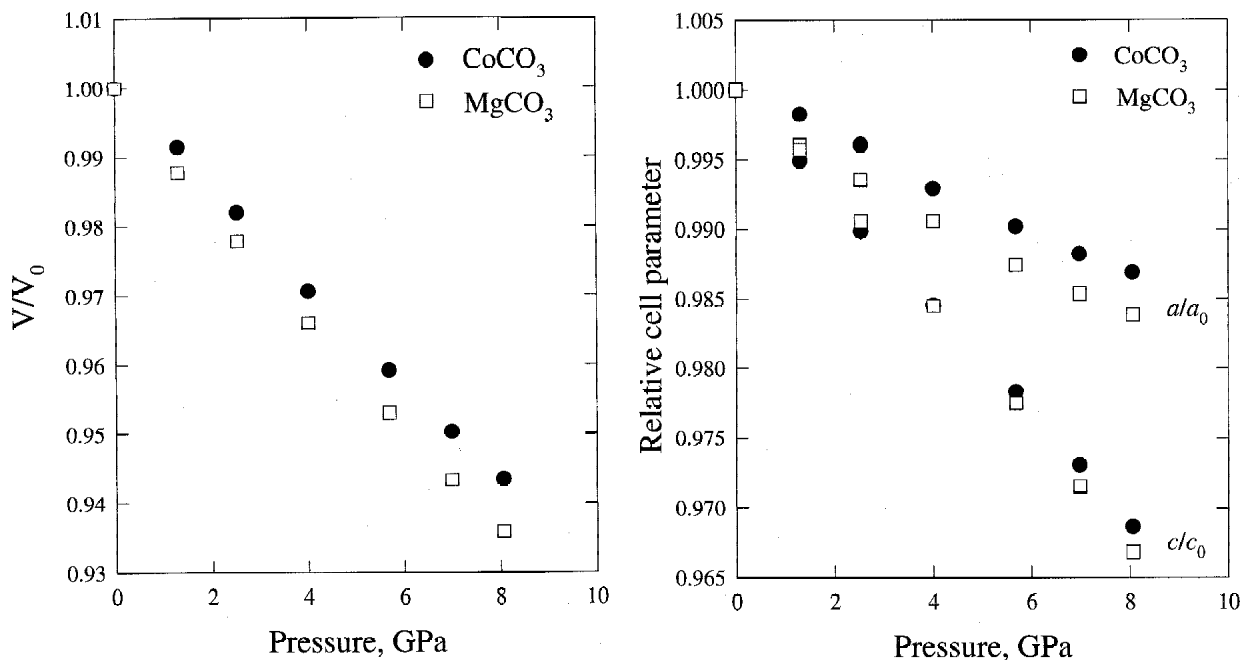 1.01
1.00
0.99
0.98
0.97
0.96
0.95
0.94
0.93
V/V₀
CoCO₃
MgCO₃
0 2 4 6 8 10
Pressure, GPa
1.005
1.000
0.995
0.990
0.985
0.980
0.975
0.970
0.965
Relative cell parameter
CoCO₃
MgCO₃
a/a₀
c/c₀
0 2 4 6 8 10
Pressure, GPa